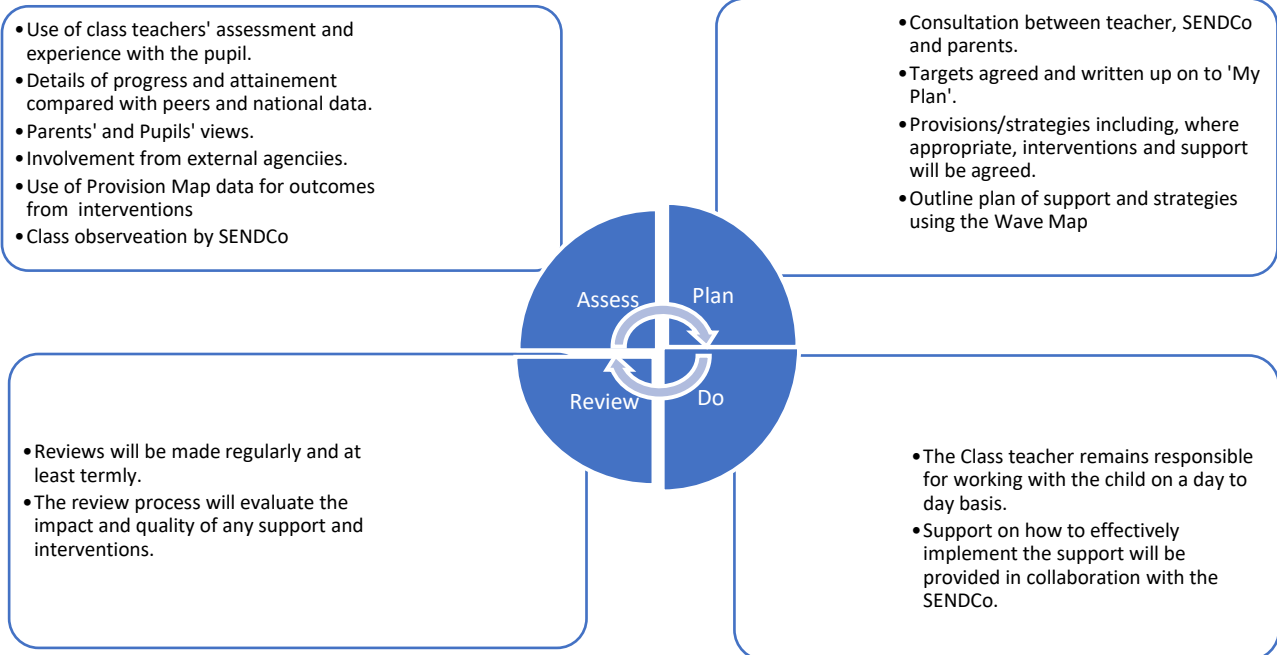 •Use of class teachers' assessment and
experience with the pupil.
•Details of progress and attainement
compared with peers and national data.
•Parents' and Pupils' views.
•Involvement from external agenciies.
•Use of Provision Map data for outcomes
from interventions
•Class observeation by SENDCo
•Consultation between teacher, SENDCo
and parents.
•Targets agreed and written up on to 'My
Plan'.
•Provisions/strategies including, where
appropriate, interventions and support
will be agreed.
•Outline plan of support and strategies
using the Wave Map
Assess
Plan
Review
Do
•Reviews will be made regularly and at
least termly.
•The review process will evaluate the
impact and quality of any support and
interventions.
•The Class teacher remains responsible
for working with the child on a day to
day basis.
•Support on how to effectively
implement the support will be
provided in collaboration with the
SENDCo.